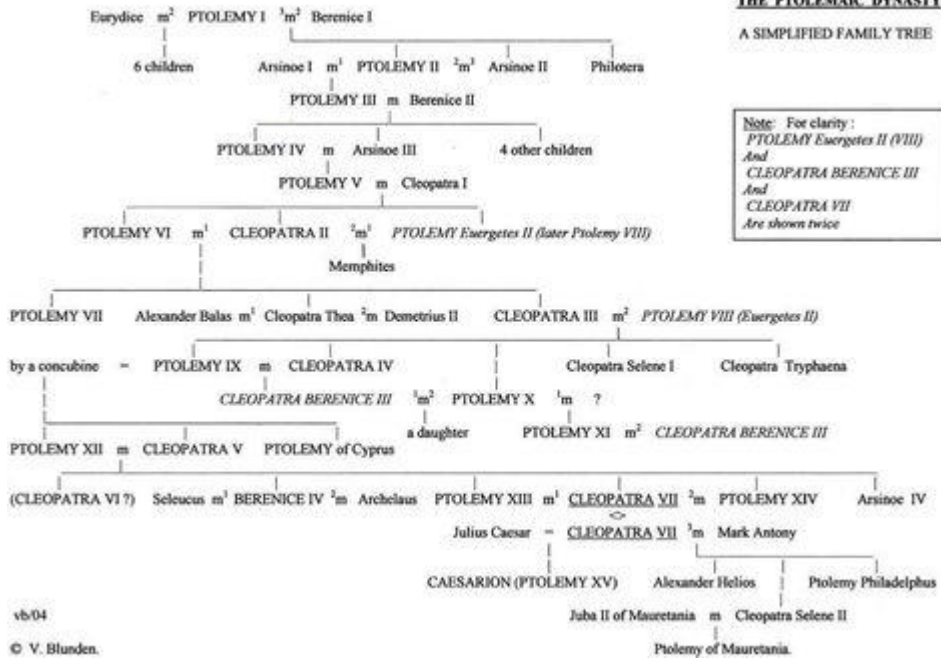 THE PTOLEMAIC DYNASTY
A SIMPLIFIED FAMILY TREE
Eurydice m² PTOLEMY I ³m² Berenice I
6 children Arsinoe I m¹ PTOLEMY II ²m³ Arsinoe II Philotera
PTOLEMY III m Berenice II
Note: For clarity :
PTOLEMY Euergetes II (VIII)
And
CLEOPATRA BERENICE III
And
CLEOPATRA VII
Are shown twice
PTOLEMY IV m Arsinoe III 4 other children
PTOLEMY V m Cleopatra I
PTOLEMY VI m¹ CLEOPATRA II ²m¹ PTOLEMY Euergetes II (later Ptolemy VIII)
Memphites
PTOLEMY VII Alexander Balas m¹ Cleopatra Thea ²m Demetrius II CLEOPATRA III m² PTOLEMY VIII (Euergetes II)
by a concubine = PTOLEMY IX m CLEOPATRA IV Cleopatra Selene I Cleopatra Tryphaena
CLEOPATRA BERENICE III ¹m² PTOLEMY X ¹m ?
a daughter PTOLEMY XI m² CLEOPATRA BERENICE III
PTOLEMY XII m CLEOPATRA V PTOLEMY of Cyprus
(CLEOPATRA VI ?) Seleucus m¹ BERENICE IV ²m Archelaus PTOLEMY XIII m¹ CLEOPATRA VII ²m PTOLEMY XIV Arsinoe IV
Julius Caesar = CLEOPATRA VII ³m Mark Antony
CAESARION (PTOLEMY XV) Alexander Helios Ptolemy Philadelphus
vb/04 Juba II of Mauretania m Cleopatra Selene II
© V. Blunden. Ptolemy of Mauretania.